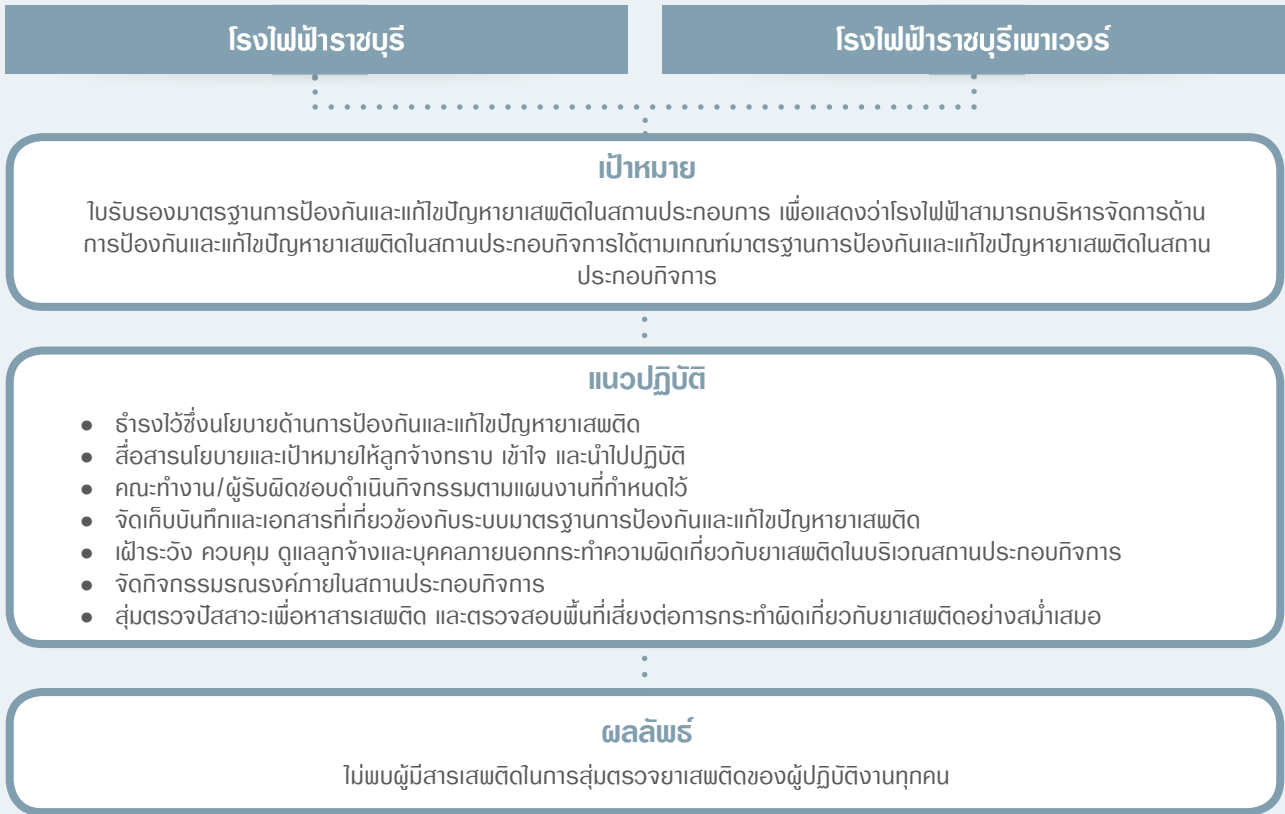 โรงไฟฟ้าราชบุรี
โรงไฟฟ้าราชบุรีเพาเวอร์
เป้าหมาย
ใบรับรองมาตรฐานการป้องกันและแก้ไขปัญหายาเสพติดในสถานประกอบการ เพื่อแสดงว่าโรงไฟฟ้าสามารถบริหารจัดการด้าน
การป้องกันและแก้ไขปัญหายาเสพติดในสถานประกอบกิจการได้ตามเกณฑ์มาตรฐานการป้องกันและแก้ไขปัญหายาเสพติดในสถาน
ประกอบกิจการ
แนวปฏิบัติ
● ธำรงไว้ซึ่งนโยบายด้านการป้องกันและแก้ไขปัญหายาเสพติด
● สื่อสารนโยบายและเป้าหมายให้ลูกจ้างทราบ เข้าใจ และนำไปปฏิบัติ
● คณะทำงาน/ผู้รับผิดชอบดำเนินกิจกรรมตามแผนงานที่กำหนดไว้
● จัดเก็บบันทึกและเอกสารที่เกี่ยวข้องกับระบบมาตรฐานการป้องกันและแก้ไขปัญหายาเสพติด
● เฝ้าระวัง ควบคุม ดูแลลูกจ้างและบุคคลภายนอกกระทำความผิดเกี่ยวกับยาเสพติดในบริเวณสถานประกอบกิจการ
● จัดกิจกรรมรณรงค์ภายในสถานประกอบกิจการ
● สุ่มตรวจปัสสาวะเพื่อหาสารเสพติด และตรวจสอบพื้นที่เสี่ยงต่อการกระทำผิดเกี่ยวกับยาเสพติดอย่างสม่ำเสมอ
ผลลัพธ์
ไม่พบผู้มีสารเสพติดในการสุ่มตรวจยาเสพติดของผู้ปฏิบัติงานทุกคน